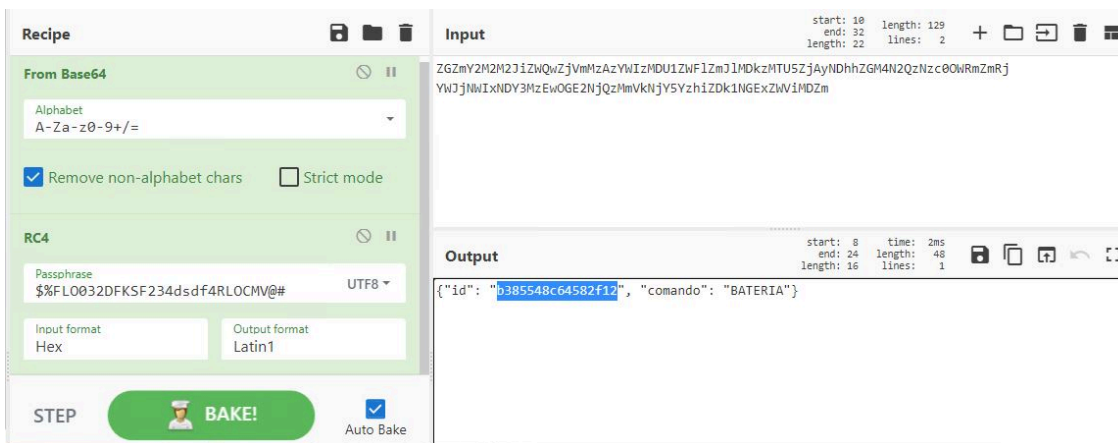 Recipe
From Base64
Alphabet
A-Za-z0-9+/=
Remove non-alphabet chars
Strict mode
RC4
Passphrase
$%FLO032DFKSF234dsdf4RLOCMV@#
UTF8
Input format
Hex
Output format
Latin1
STEP
BAKE!
Auto Bake
Input
start: 10
end: 32
length: 22
length: 129
lines: 2
ZGZmY2M2M2JiZWQwZjVmMzAzYWIzMDU1ZWFlZmJlMDkzMTU5ZjAyNDhhZGM4N2QzNzc0OWRmZmRj
YWJjNWIxNDY3MzEwOGE2NjQzMmVkNjY5YzhiZDk1NGExZWViMDZm
Output
start: 8
end: 24
length: 16
time: 2ms
length: 48
lines: 1
{"id": "b385548c64582f12", "comando": "BATERIA"}